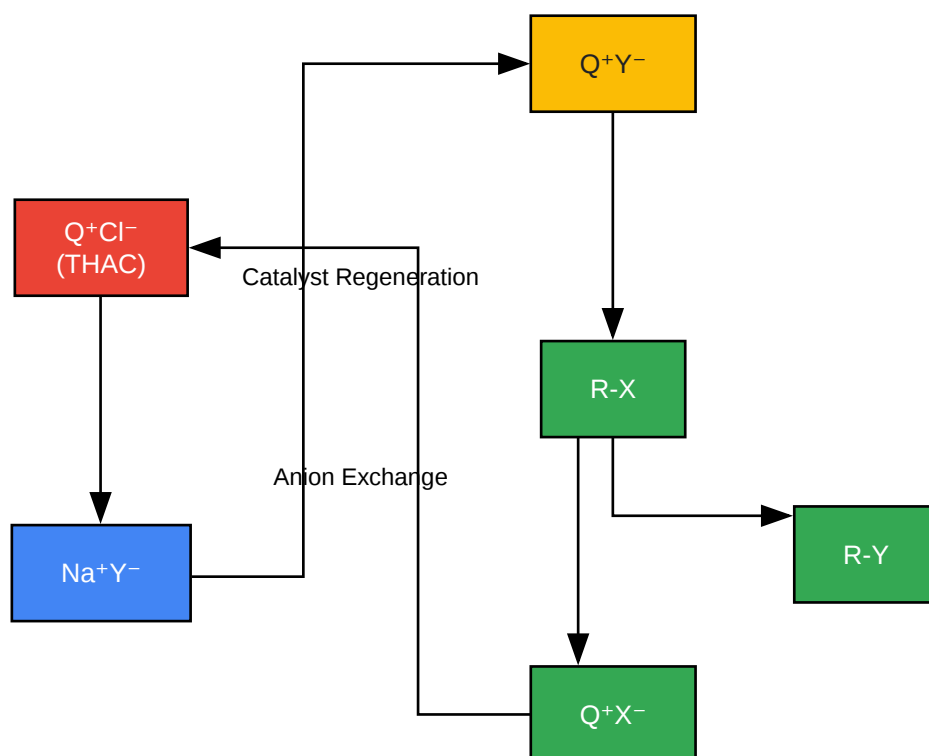 Q⁺Y⁻
Q⁺Cl⁻
(THAC)
Catalyst Regeneration
R-X
Anion Exchange
Na⁺Y⁻
R-Y
Q⁺X⁻